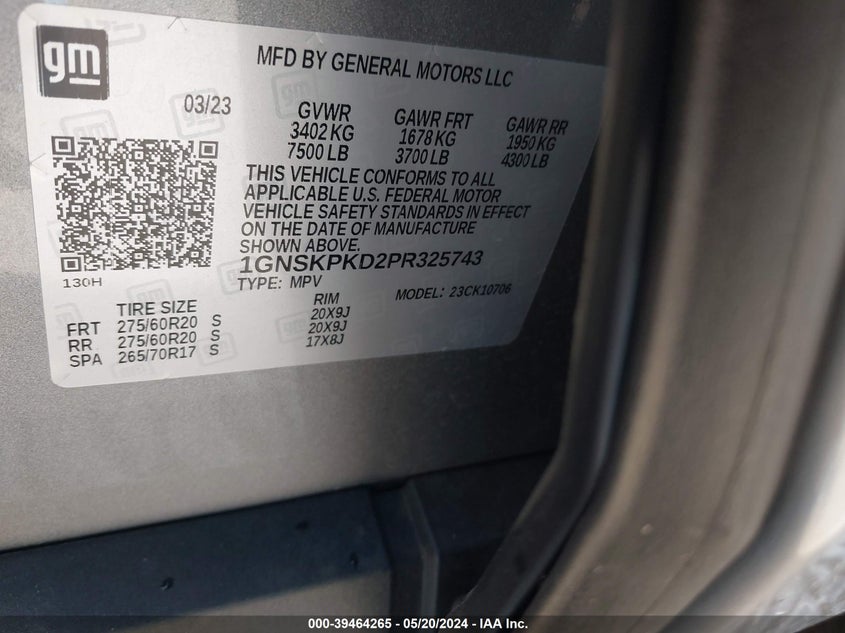 gm
MFD BY GENERAL MOTORS LLC
03/23
GVWR GAWR FRT GAWR RR
3402 KG 1678 KG 1950 KG
7500 LB 3700 LB 4300 LB
THIS VEHICLE CONFORMS TO ALL
APPLICABLE U.S. FEDERAL MOTOR
VEHICLE SAFETY STANDARDS IN EFFECT
ON THE DATE OF MANUFACTURE
SHOWN ABOVE.
1GNSKPKD2PR325743
130H
TYPE: MPV MODEL: 23CK10706
TIRE SIZE RIM
FRT 275/60R20 S 20X9J
RR 275/60R20 S 20X9J
SPA 265/70R17 S 17X8J
000-39464265 - 05/20/2024 - IAA Inc.